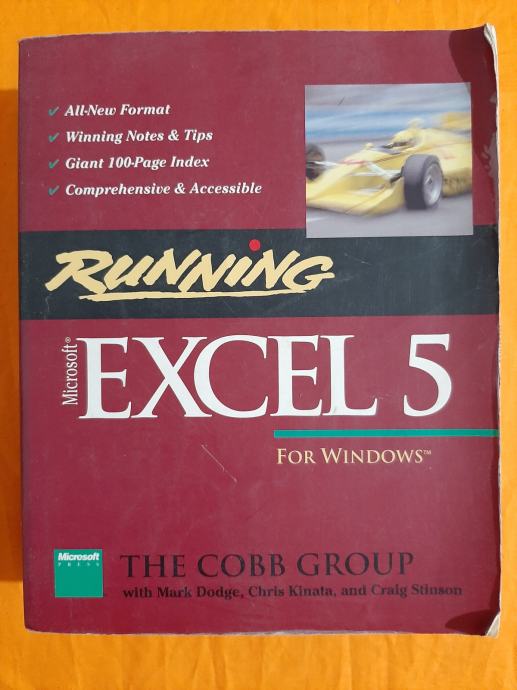 ✓ All-New Format
✓ Winning Notes & Tips
✓ Giant 100-Page Index
✓ Comprehensive & Accessible
RUNNiNG
Microsoft®
EXCEL 5
FOR WINDOWS™
Microsoft
PRESS
THE COBB GROUP
with Mark Dodge, Chris Kinata, and Craig Stinson